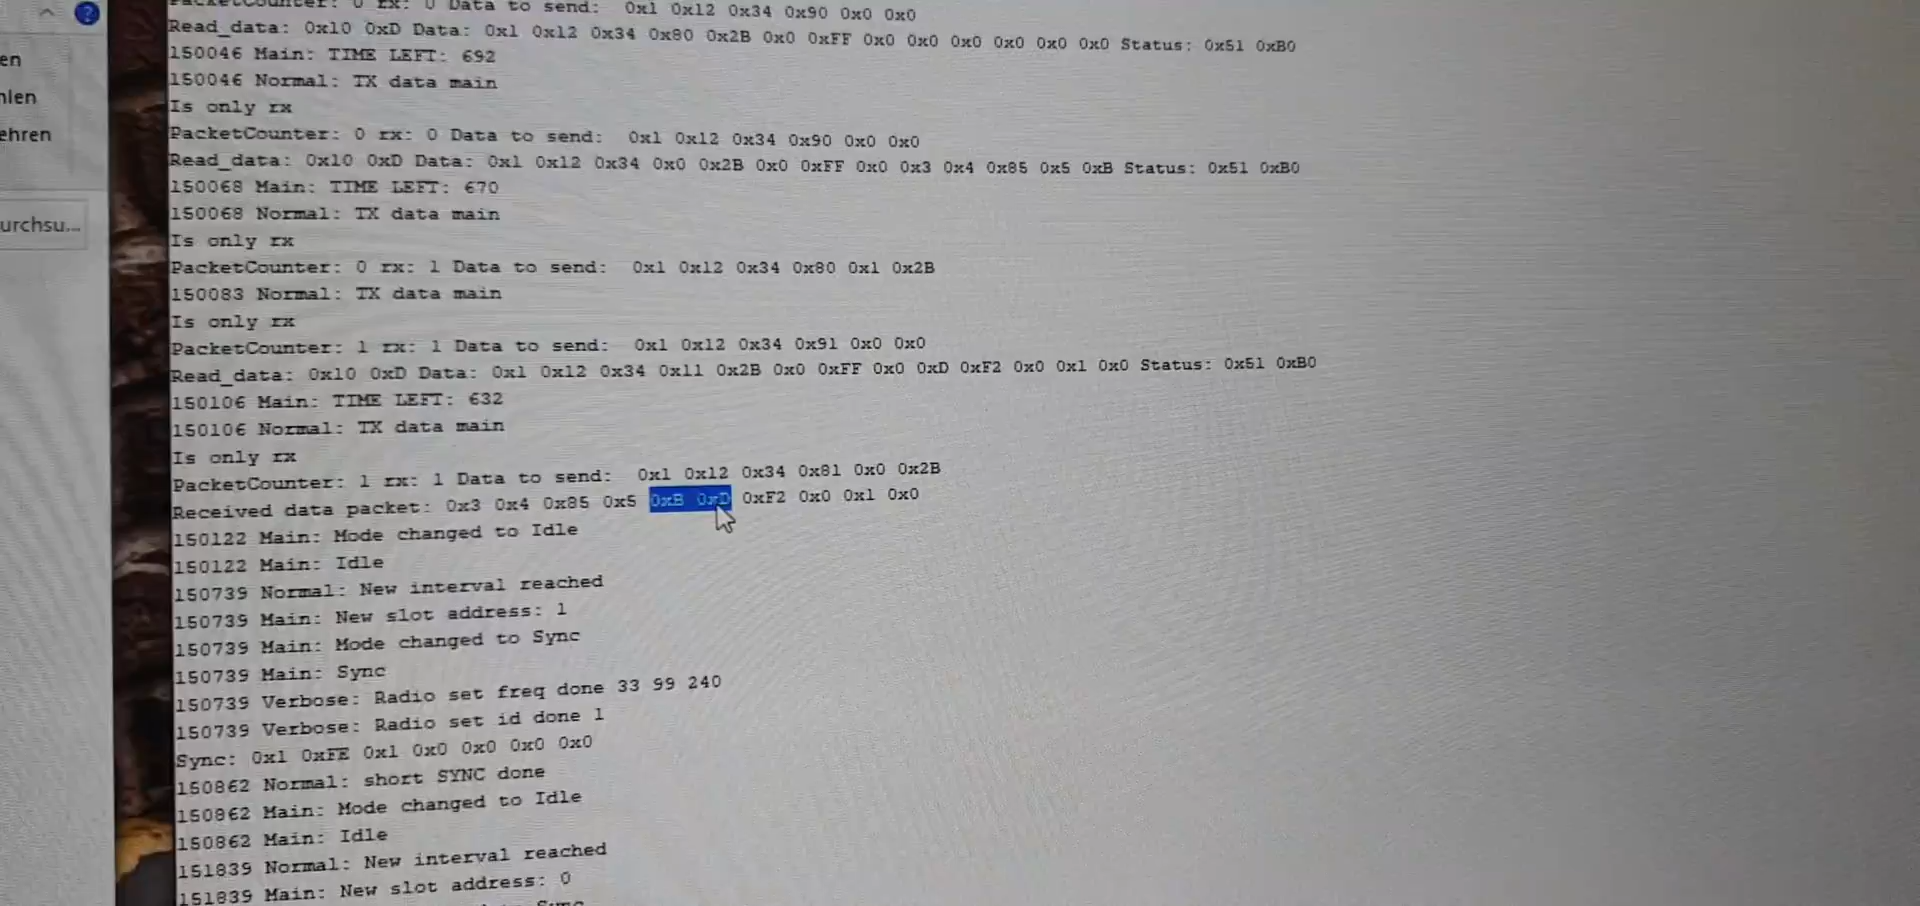 PacketCounter: 0 rx: 0 Data to send: 0x1 0x12 0x34 0x90 0x0 0x0
Read_data: 0x10 0xD Data: 0x1 0x12 0x34 0x80 0x2B 0x0 0xFF 0x0 0x0 0x0 0x0 0x0 0x0 Status: 0x51 0xB0
150046 Main: TIME LEFT: 692
150046 Normal: TX data main
Is only rx
PacketCounter: 0 rx: 0 Data to send: 0x1 0x12 0x34 0x90 0x0 0x0
Read_data: 0x10 0xD Data: 0x1 0x12 0x34 0x0 0x2B 0x0 0xFF 0x0 0x3 0x4 0x85 0x5 0xB Status: 0x51 0xB0
150068 Main: TIME LEFT: 670
150068 Normal: TX data main
Is only rx
PacketCounter: 0 rx: 1 Data to send: 0x1 0x12 0x34 0x80 0x1 0x2B
150083 Normal: TX data main
Is only rx
PacketCounter: 1 rx: 1 Data to send: 0x1 0x12 0x34 0x91 0x0 0x0
Read_data: 0x10 0xD Data: 0x1 0x12 0x34 0x11 0x2B 0x0 0xFF 0x0 0xD 0xF2 0x0 0x1 0x0 Status: 0x51 0xB0
150106 Main: TIME LEFT: 632
150106 Normal: TX data main
Is only rx
PacketCounter: 1 rx: 1 Data to send: 0x1 0x12 0x34 0x81 0x0 0x2B
Received data packet: 0x3 0x4 0x85 0x5 0xB 0xD 0xF2 0x0 0x1 0x0
150122 Main: Mode changed to Idle
150122 Main: Idle
150739 Normal: New interval reached
150739 Main: New slot address: 1
150739 Main: Mode changed to Sync
150739 Main: Sync
150739 Verbose: Radio set freq done 33 99 240
150739 Verbose: Radio set id done 1
Sync: 0x1 0xFE 0x1 0x0 0x0 0x0 0x0
150862 Normal: short SYNC done
150862 Main: Mode changed to Idle
150862 Main: Idle
151839 Normal: New interval reached
151839 Main: New slot address: 0
Sync
?
en
hlen
ehren
urchsu...